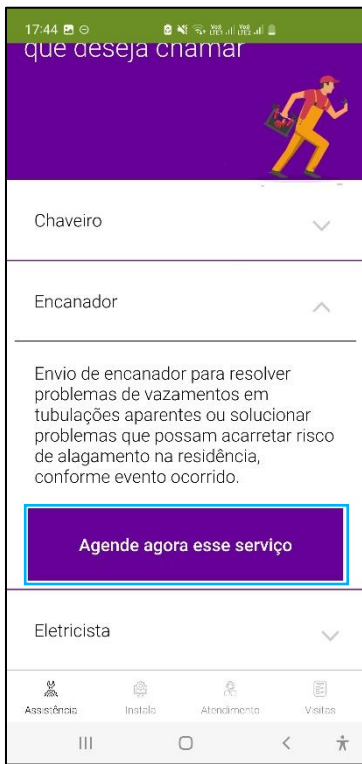 17:44
que deseja chamar
Chaveiro
Encanador
Envio de encanador para resolver
problemas de vazamentos em
tubulações aparentes ou solucionar
problemas que possam acarretar risco
de alagamento na residência,
conforme evento ocorrido.
Agende agora esse serviço
Eletricista
Assistência Instala Atendimento Visitas